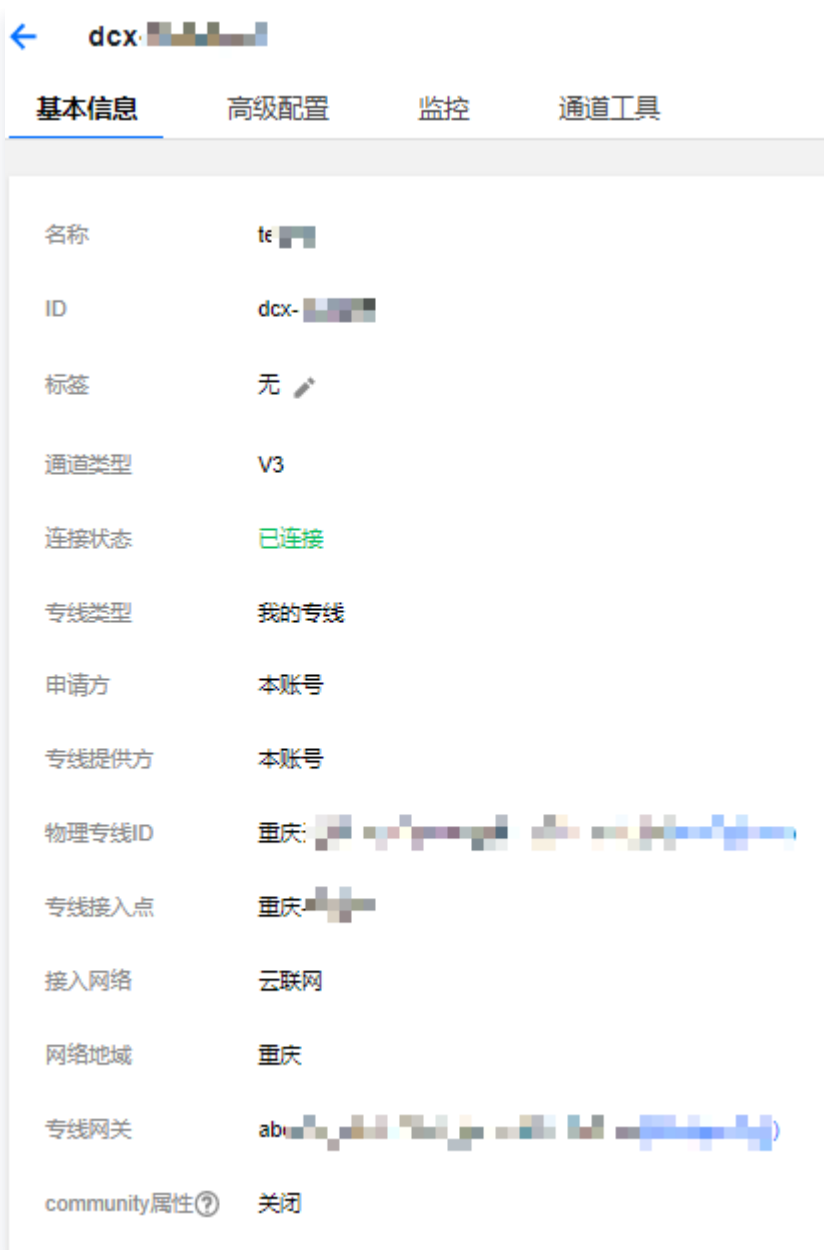 dcx-
基本信息 高级配置 监控 通道工具
名称 te
ID dcx-
标签 无
通道类型 V3
连接状态 已连接
专线类型 我的专线
申请方 本账号
专线提供方 本账号
物理专线ID 重庆
专线接入点 重庆-
接入网络 云联网
网络地域 重庆
专线网关 abc
community属性? 关闭